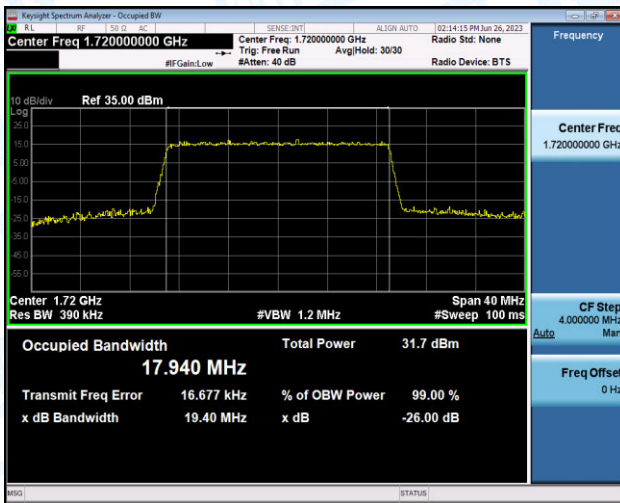 Keysight Spectrum Analyzer - Occupied BW
RL RF 50 Ω AC SENSE:INT ALIGN AUTO 02:14:15 PM Jun 26, 2023
Center Freq 1.720000000 GHz
Center Freq: 1.720000000 GHz
Radio Std: None
Trig: Free Run Avg|Hold: 30/30
#IFGain:Low #Atten: 40 dB Radio Device: BTS
10 dB/div Ref 35.00 dBm
Log
25.0
15.0
5.00
-5.00
-15.0
-25.0
-35.0
-45.0
-55.0
Center 1.72 GHz Span 40 MHz
Res BW 390 kHz #VBW 1.2 MHz #Sweep 100 ms
Occupied Bandwidth Total Power 31.7 dBm
17.940 MHz
Transmit Freq Error 16.677 kHz % of OBW Power 99.00 %
x dB Bandwidth 19.40 MHz x dB -26.00 dB
MSG STATUS
Frequency
Center Freq
1.720000000 GHz
CF Step
4.000000 MHz
Auto Man
Freq Offset
0 Hz